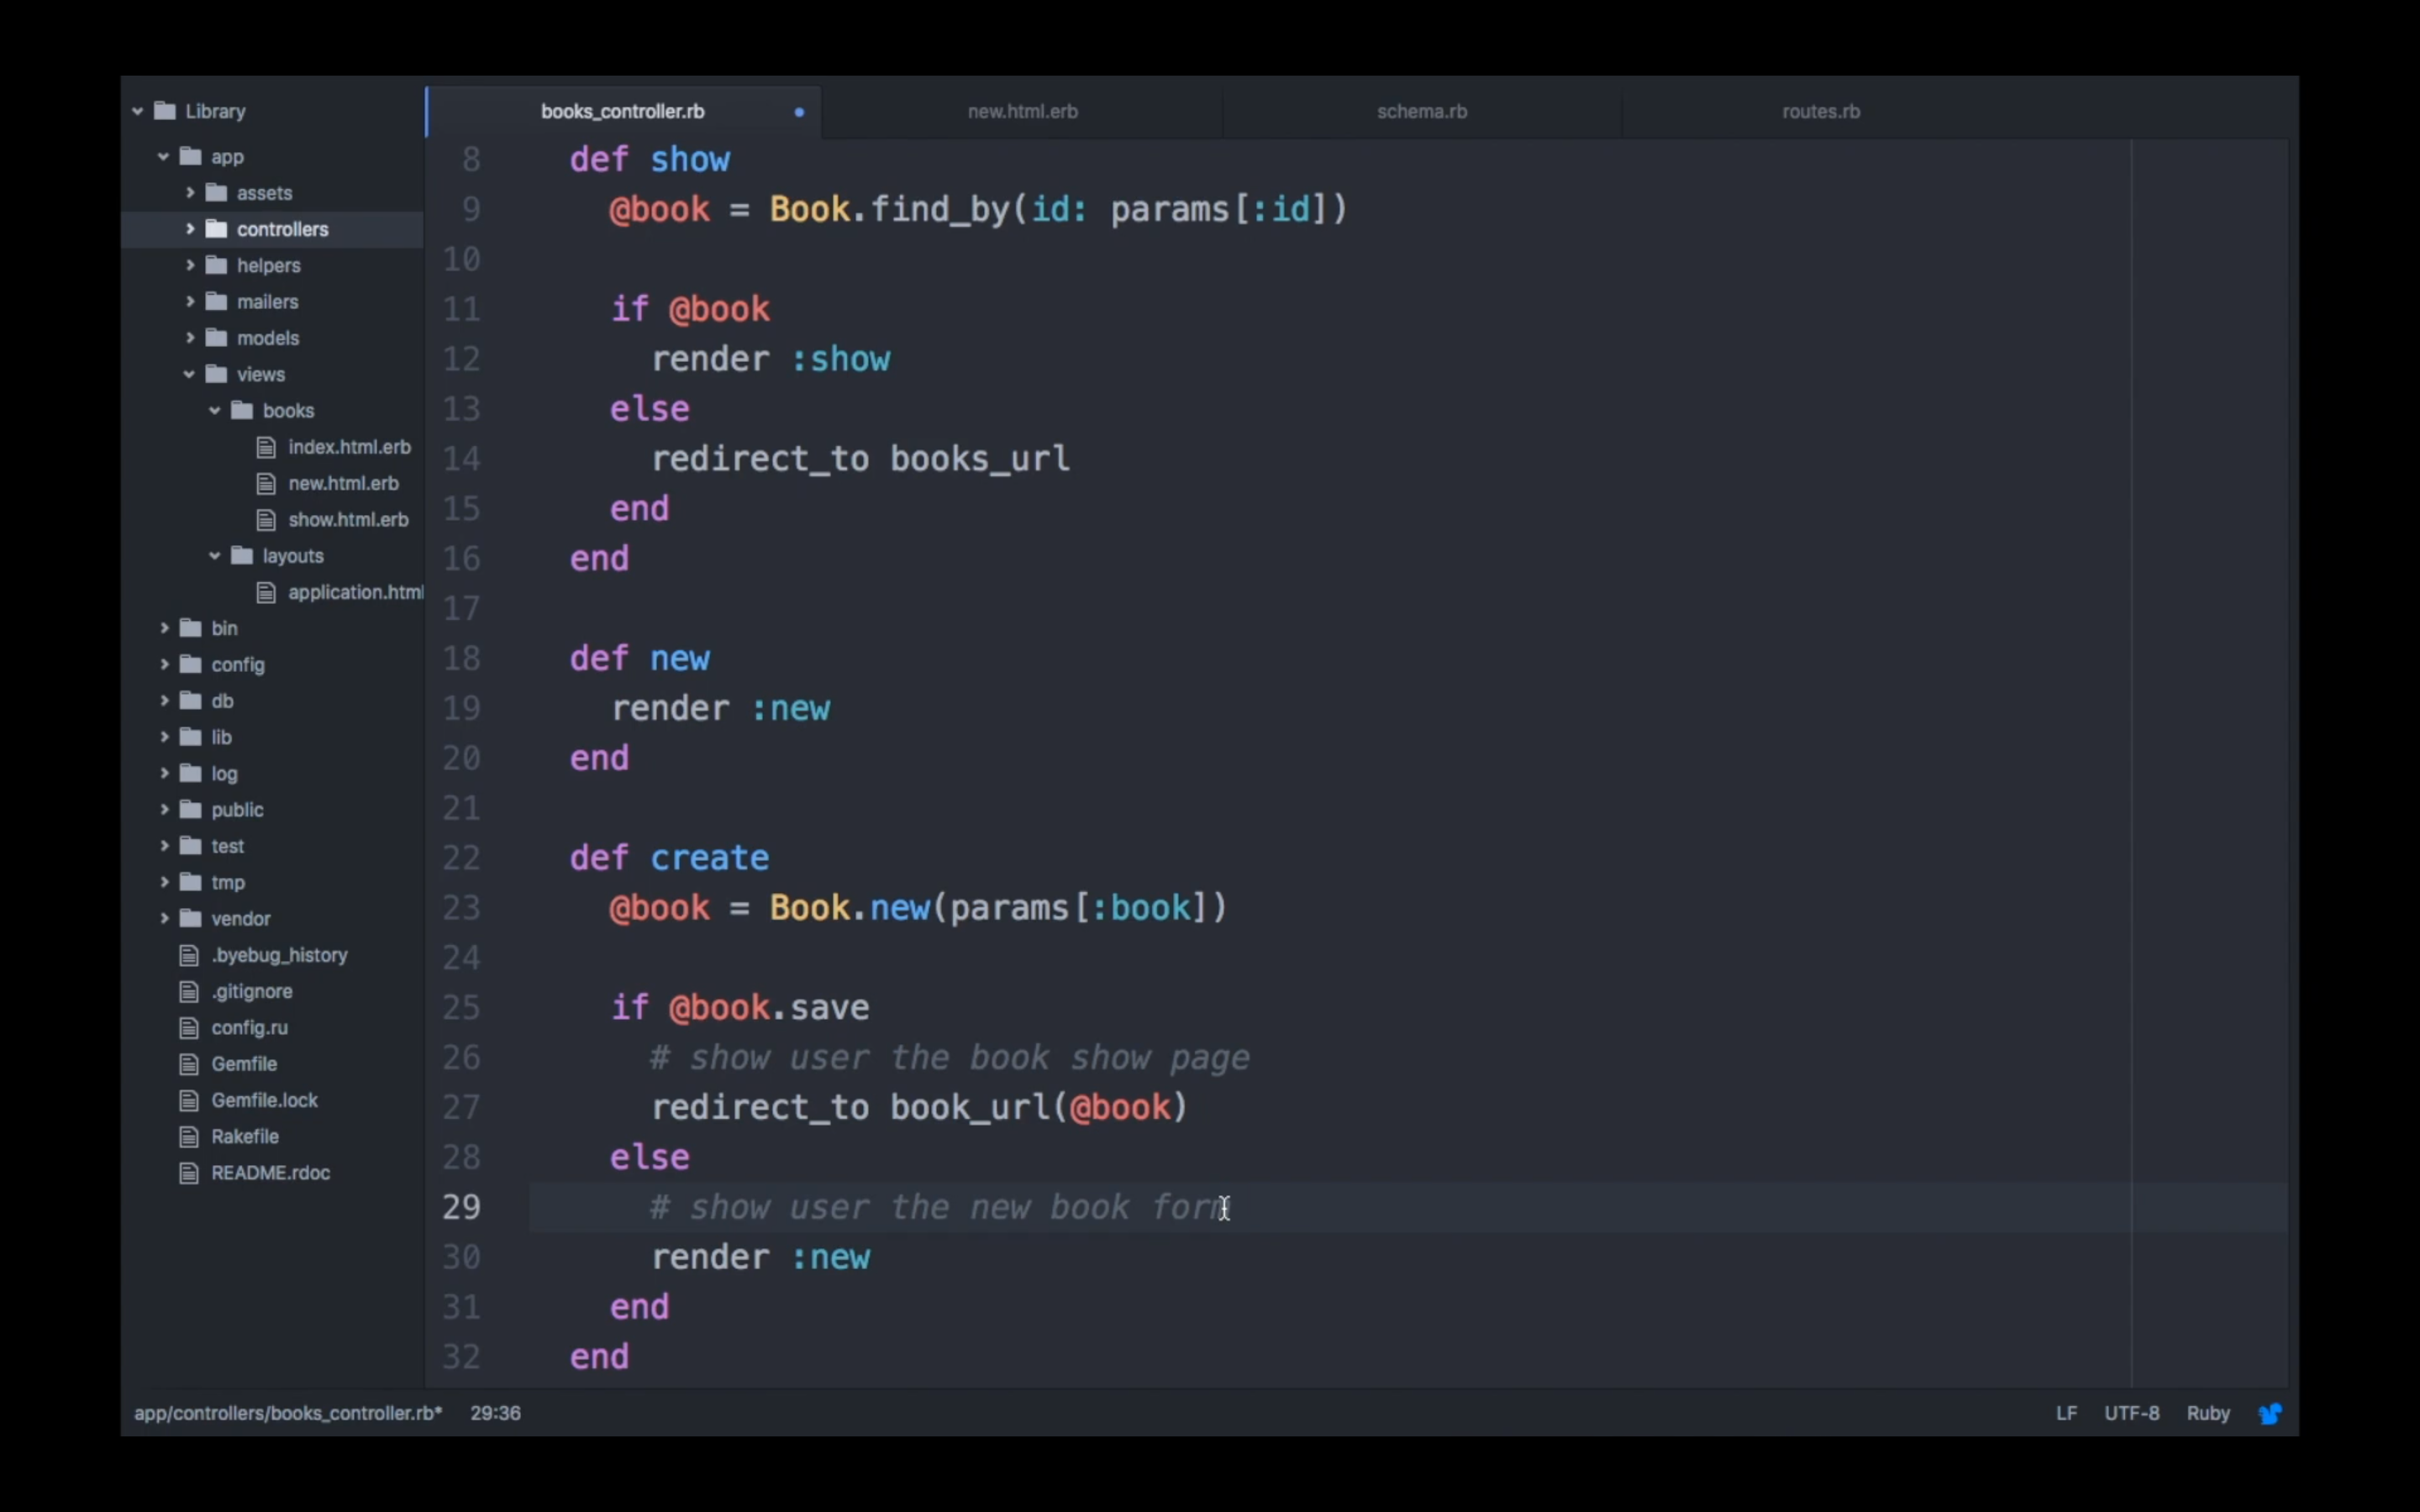 Library
app
assets
controllers
helpers
mailers
models
views
books
index.html.erb
new.html.erb
show.html.erb
layouts
application.html
bin
config
db
lib
log
public
test
tmp
vendor
.byebug_history
.gitignore
config.ru
Gemfile
Gemfile.lock
Rakefile
README.rdoc
books_controller.rb
new.html.erb
schema.rb
routes.rb
8 def show
9 @book = Book.find_by(id: params[:id])
10
11 if @book
12 render :show
13 else
14 redirect_to books_url
15 end
16 end
17
18 def new
19 render :new
20 end
21
22 def create
23 @book = Book.new(params[:book])
24
25 if @book.save
26 # show user the book show page
27 redirect_to book_url(@book)
28 else
29 # show user the new book form
30 render :new
31 end
32 end
app/controllers/books_controller.rb* 29:36
LF UTF-8 Ruby